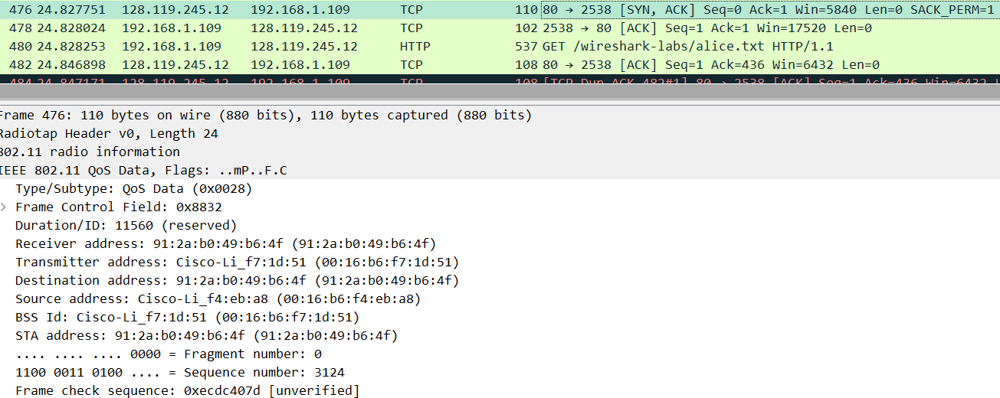 476 24.827751 128.119.245.12 192.168.1.109 TCP 110 80 → 2538 [SYN, ACK] Seq=0 Ack=1 Win=5840 Len=0 SACK_PERM=1
478 24.828024 192.168.1.109 128.119.245.12 TCP 102 2538 → 80 [ACK] Seq=1 Ack=1 Win=17520 Len=0
480 24.828253 192.168.1.109 128.119.245.12 HTTP 537 GET /wireshark-labs/alice.txt HTTP/1.1
482 24.846898 128.119.245.12 192.168.1.109 TCP 108 80 → 2538 [ACK] Seq=1 Ack=436 Win=6432 Len=0
484 24.847171 128.119.245.12 192.168.1.109 TCP 108 [TCP Dup ACK 482#1] 80 → 2538 [ACK] Seq=1 Ack=436 Win=6432
Frame 476: 110 bytes on wire (880 bits), 110 bytes captured (880 bits)
Radiotap Header v0, Length 24
802.11 radio information
IEEE 802.11 QoS Data, Flags: ..mP..F.C
Type/Subtype: QoS Data (0x0028)
Frame Control Field: 0x8832
Duration/ID: 11560 (reserved)
Receiver address: 91:2a:b0:49:b6:4f (91:2a:b0:49:b6:4f)
Transmitter address: Cisco-Li_f7:1d:51 (00:16:b6:f7:1d:51)
Destination address: 91:2a:b0:49:b6:4f (91:2a:b0:49:b6:4f)
Source address: Cisco-Li_f4:eb:a8 (00:16:b6:f4:eb:a8)
BSS Id: Cisco-Li_f7:1d:51 (00:16:b6:f7:1d:51)
STA address: 91:2a:b0:49:b6:4f (91:2a:b0:49:b6:4f)
.... .... .... 0000 = Fragment number: 0
1100 0011 0100 .... = Sequence number: 3124
Frame check sequence: 0xecdc407d [unverified]